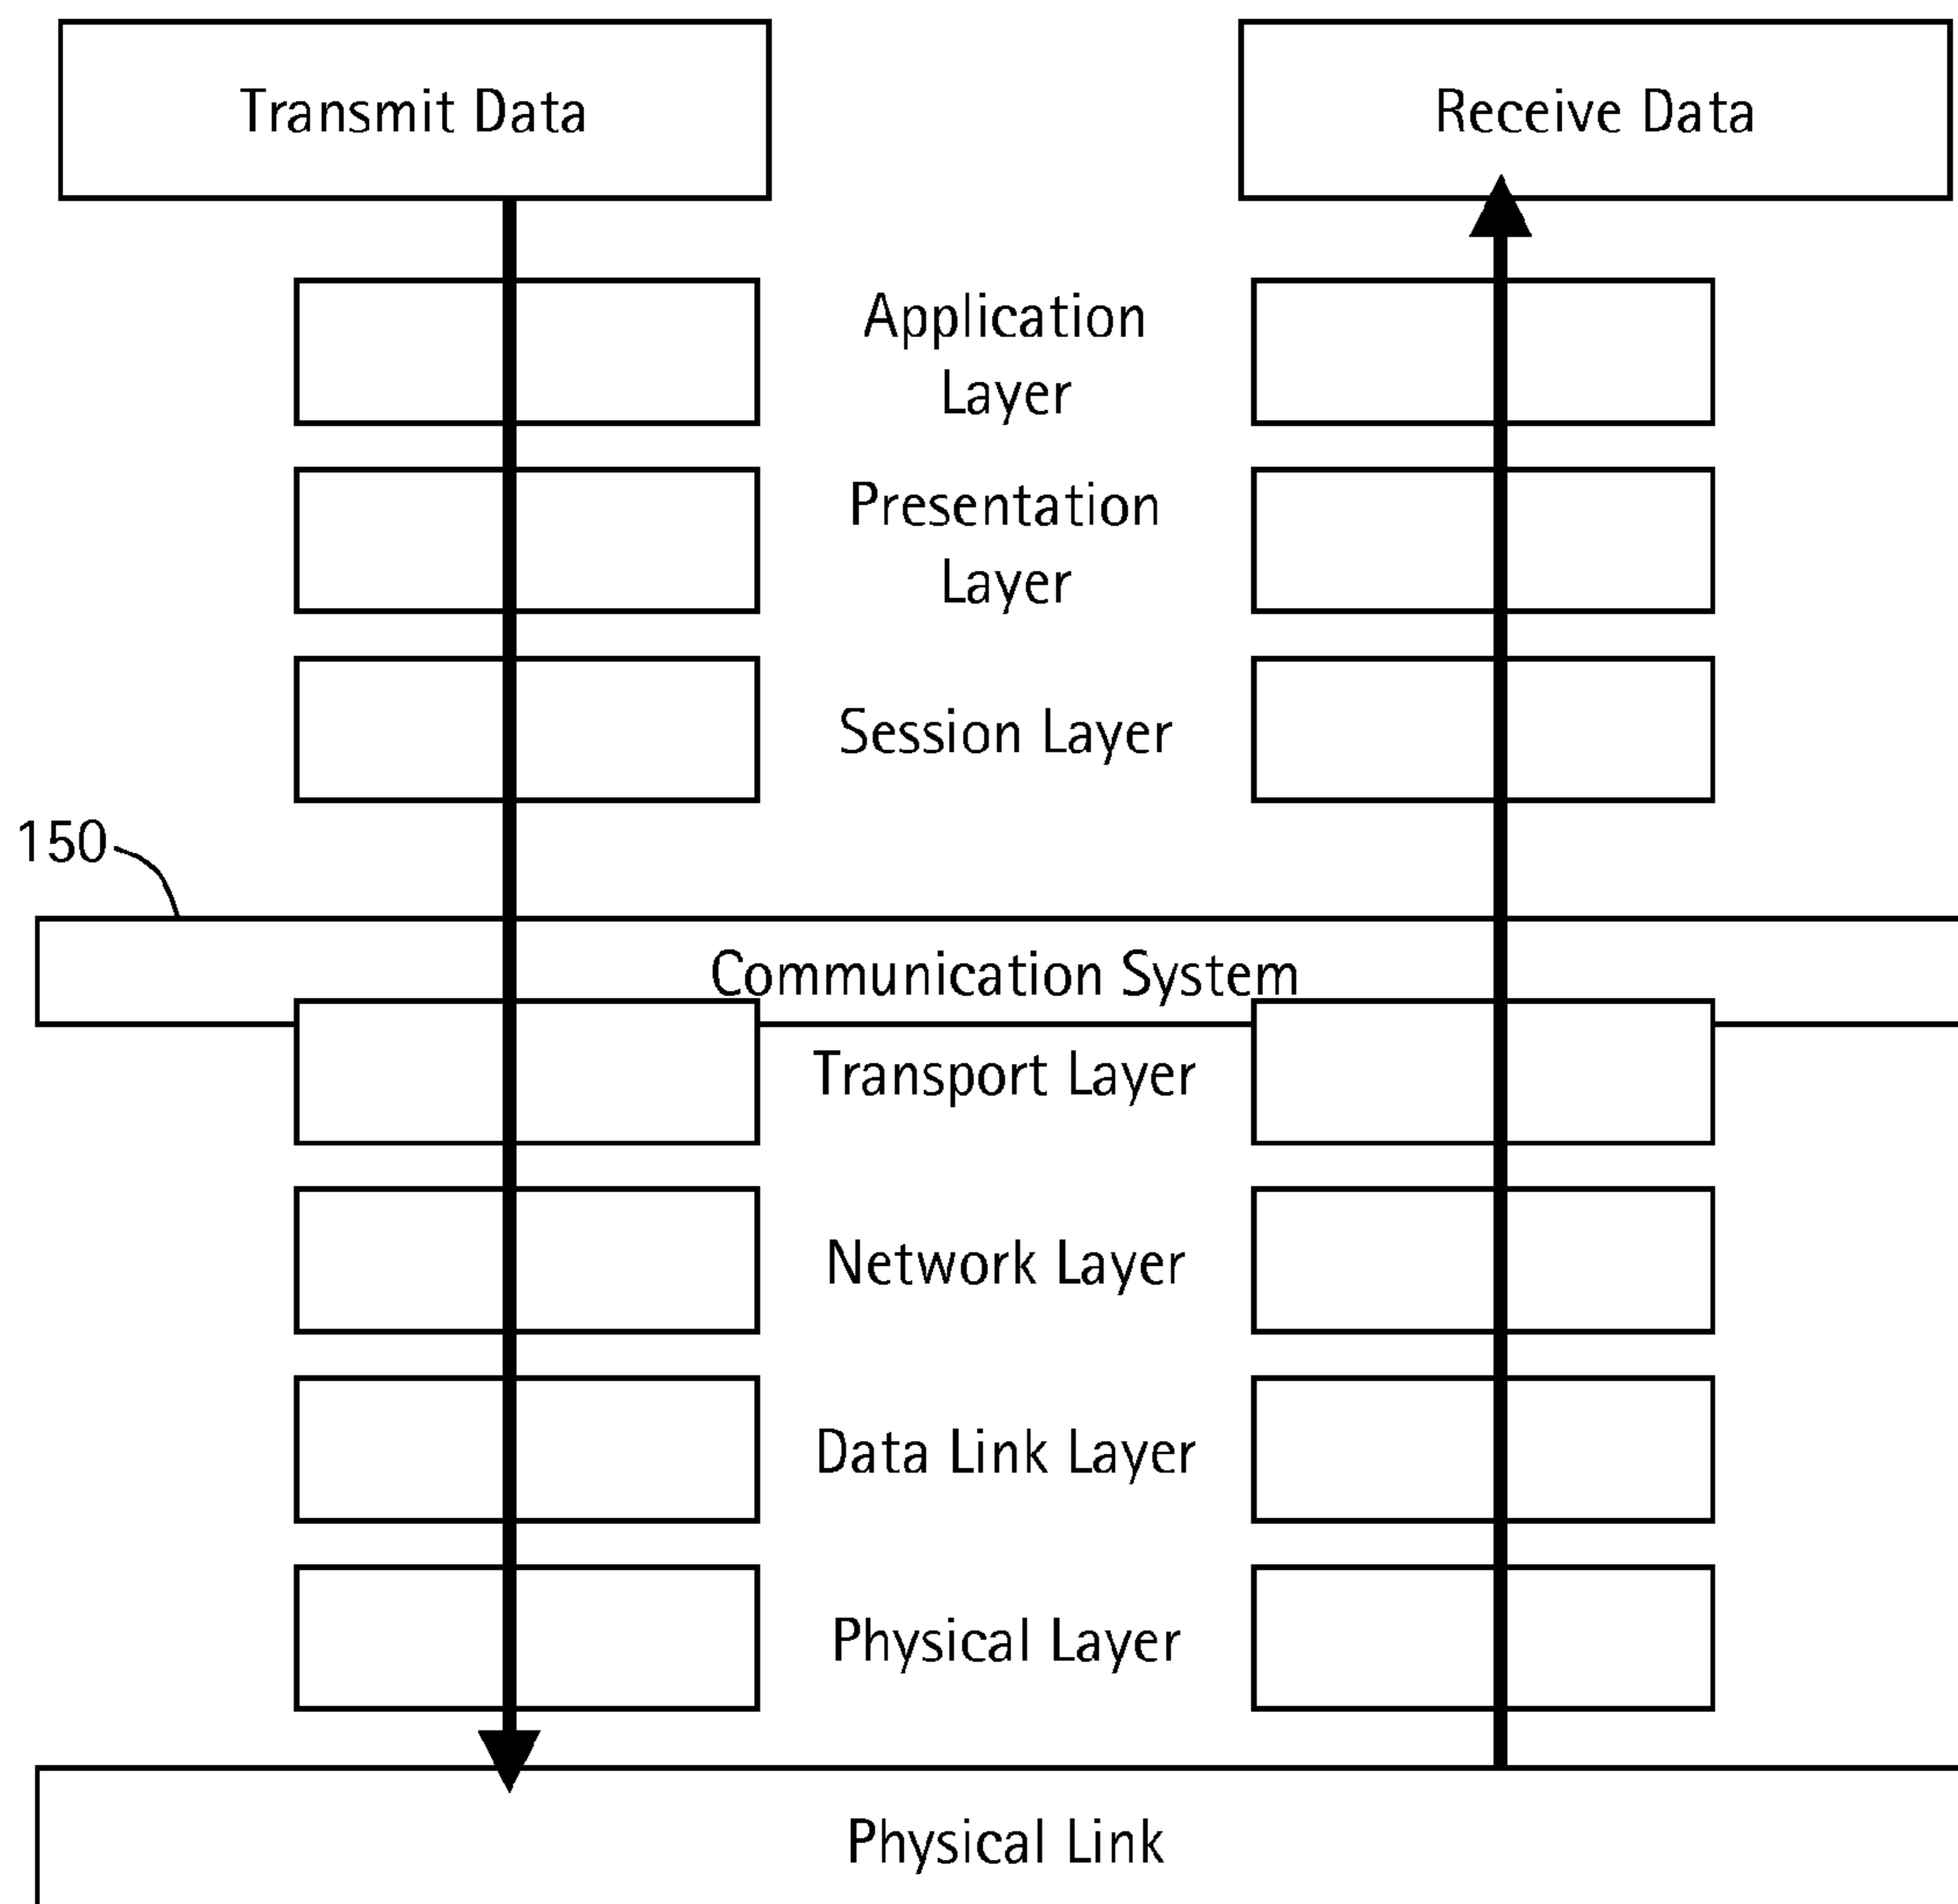 Transmit Data
Receive Data
Application
Layer
Presentation
Layer
Session Layer
150
Communication System
Transport Layer
Network Layer
Data Link Layer
Physical Layer
Physical Link